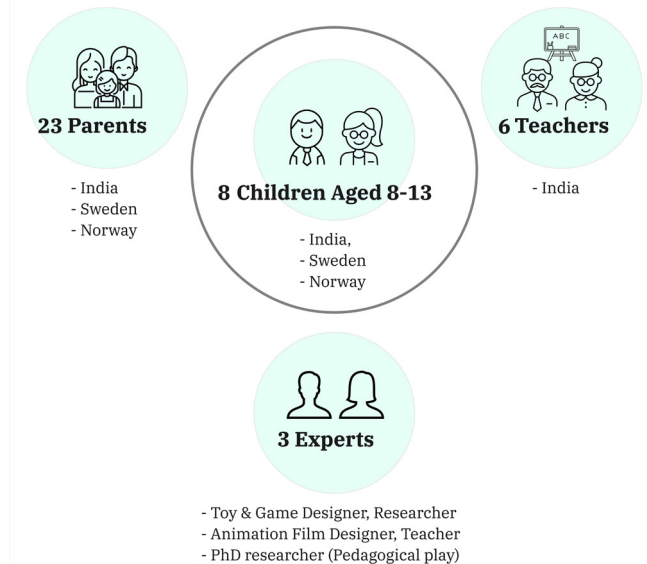 23 Parents
- India
- Sweden
- Norway
8 Children Aged 8-13
- India,
- Sweden
- Norway
ABC
6 Teachers
- India
3 Experts
- Toy & Game Designer, Researcher
- Animation Film Designer, Teacher
- PhD researcher (Pedagogical play)